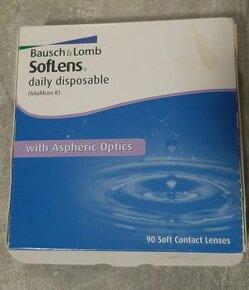 Bausch & Lomb
SofLens®
daily disposable
(hilafilcon B)
with Aspheric Optics
90 Soft Contact Lenses